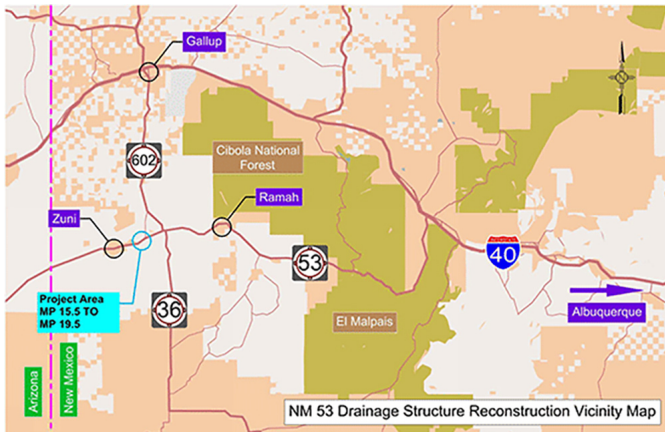 Gallup
602
Cibola National
Forest
Zuni
Ramah
53
40
Project Area
MP 15.5 TO
MP 19.5
36
El Malpais
Albuquerque
Arizona
New Mexico
NM 53 Drainage Structure Reconstruction Vicinity Map